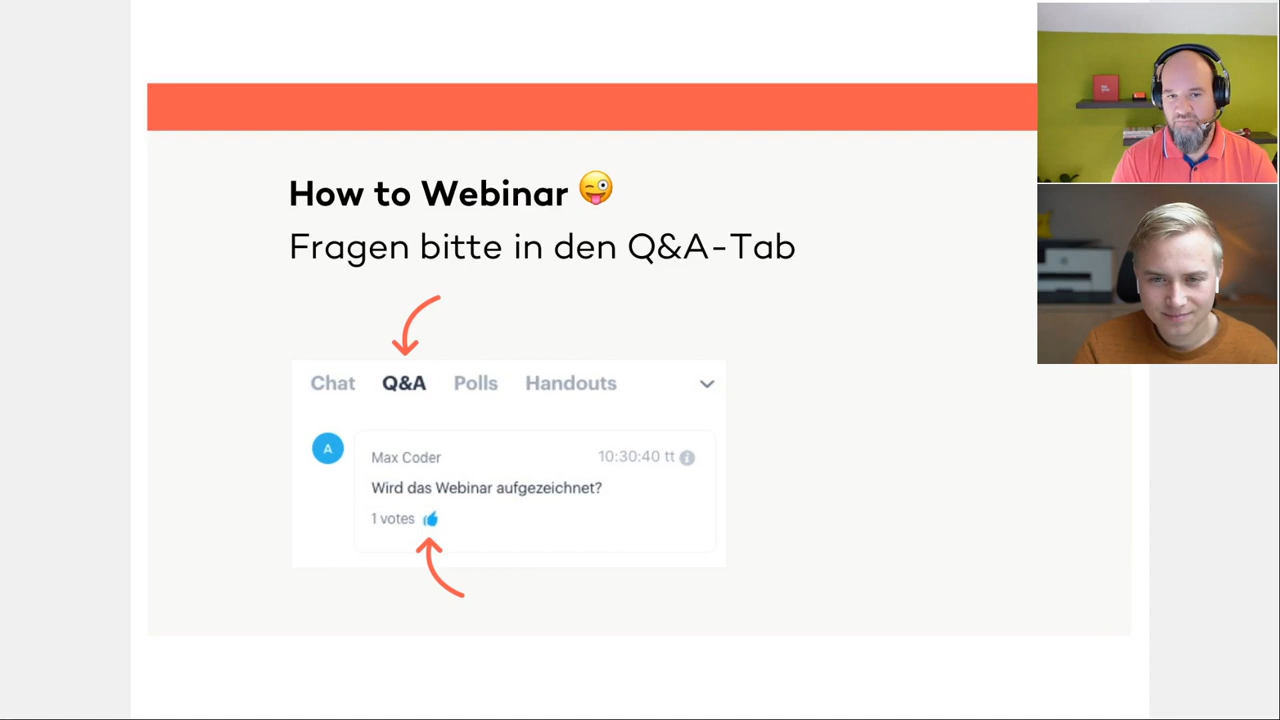 How to Webinar 😜
Fragen bitte in den Q&A-Tab
Chat Q&A Polls Handouts
A
Max Coder 10:30:40 tt
Wird das Webinar aufgezeichnet?
1 votes